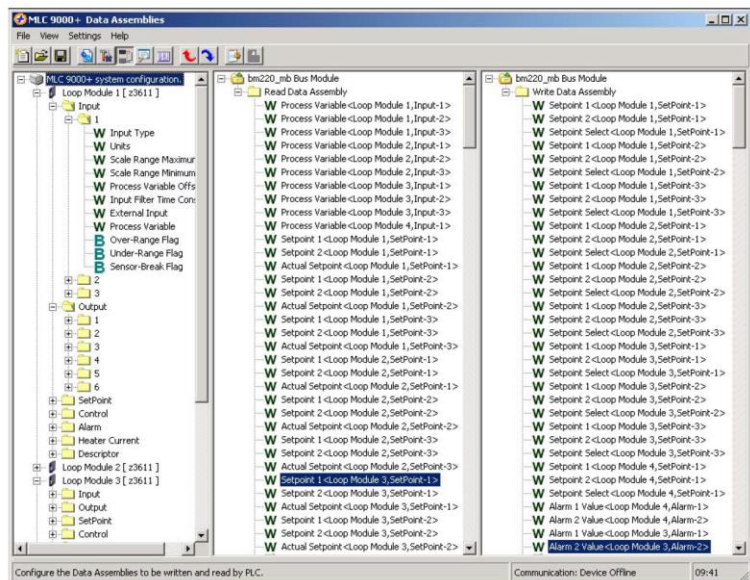 MLC 9000+ Data Assemblies
File View Settings Help
MLC 9000+ system configuration.
Loop Module 1 [ z3611 ]
Input
1
W Input Type
W Units
W Scale Range Maximur
W Scale Range Minimum
W Process Variable Offs
W Input Filter Time Cons
W External Input
W Process Variable
B Over-Range Flag
B Under-Range Flag
B Sensor-Break Flag
2
3
Output
1
2
3
4
5
6
SetPoint
Control
Alarm
Heater Current
Descriptor
Loop Module 2 [ z3611 ]
Loop Module 3 [ z3611 ]
Input
Output
SetPoint
Control
bm220_mb Bus Module
Read Data Assembly
W Process Variable<Loop Module 1,Input-1>
W Process Variable<Loop Module 1,Input-2>
W Process Variable<Loop Module 1,Input-3>
W Process Variable<Loop Module 2,Input-1>
W Process Variable<Loop Module 2,Input-2>
W Process Variable<Loop Module 2,Input-3>
W Process Variable<Loop Module 3,Input-1>
W Process Variable<Loop Module 3,Input-2>
W Process Variable<Loop Module 3,Input-3>
W Process Variable<Loop Module 4,Input-1>
W Setpoint 1<Loop Module 1,SetPoint-1>
W Setpoint 2<Loop Module 1,SetPoint-1>
W Actual Setpoint<Loop Module 1,SetPoint-1>
W Setpoint 1<Loop Module 1,SetPoint-2>
W Setpoint 2<Loop Module 1,SetPoint-2>
W Actual Setpoint<Loop Module 1,SetPoint-2>
W Setpoint 1<Loop Module 1,SetPoint-3>
W Setpoint 2<Loop Module 1,SetPoint-3>
W Actual Setpoint<Loop Module 1,SetPoint-3>
W Setpoint 1<Loop Module 2,SetPoint-1>
W Setpoint 2<Loop Module 2,SetPoint-1>
W Actual Setpoint<Loop Module 2,SetPoint-1>
W Setpoint 1<Loop Module 2,SetPoint-2>
W Setpoint 2<Loop Module 2,SetPoint-2>
W Actual Setpoint<Loop Module 2,SetPoint-2>
W Setpoint 1<Loop Module 2,SetPoint-3>
W Setpoint 2<Loop Module 2,SetPoint-3>
W Actual Setpoint<Loop Module 2,SetPoint-3>
W Setpoint 1<Loop Module 3,SetPoint-1>
W Setpoint 2<Loop Module 3,SetPoint-1>
W Actual Setpoint<Loop Module 3,SetPoint-1>
W Setpoint 1<Loop Module 3,SetPoint-2>
W Setpoint 2<Loop Module 3,SetPoint-2>
W Actual Setpoint<Loop Module 3,SetPoint-2>
bm220_mb Bus Module
Write Data Assembly
W Setpoint 1<Loop Module 1,SetPoint-1>
W Setpoint 2<Loop Module 1,SetPoint-1>
W Setpoint Select<Loop Module 1,SetPoint-1>
W Setpoint 1<Loop Module 1,SetPoint-2>
W Setpoint 2<Loop Module 1,SetPoint-2>
W Setpoint Select<Loop Module 1,SetPoint-2>
W Setpoint 1<Loop Module 1,SetPoint-3>
W Setpoint 2<Loop Module 1,SetPoint-3>
W Setpoint Select<Loop Module 1,SetPoint-3>
W Setpoint 1<Loop Module 2,SetPoint-1>
W Setpoint 2<Loop Module 2,SetPoint-1>
W Setpoint Select<Loop Module 2,SetPoint-1>
W Setpoint 1<Loop Module 2,SetPoint-2>
W Setpoint 2<Loop Module 2,SetPoint-2>
W Setpoint Select<Loop Module 2,SetPoint-2>
W Setpoint 1<Loop Module 2,SetPoint-3>
W Setpoint 2<Loop Module 2,SetPoint-3>
W Setpoint Select<Loop Module 2,SetPoint-3>
W Setpoint 1<Loop Module 3,SetPoint-1>
W Setpoint 2<Loop Module 3,SetPoint-1>
W Setpoint Select<Loop Module 3,SetPoint-1>
W Setpoint 1<Loop Module 3,SetPoint-2>
W Setpoint 2<Loop Module 3,SetPoint-2>
W Setpoint Select<Loop Module 3,SetPoint-2>
W Setpoint 1<Loop Module 3,SetPoint-3>
W Setpoint 2<Loop Module 3,SetPoint-3>
W Setpoint Select<Loop Module 3,SetPoint-3>
W Setpoint 1<Loop Module 4,SetPoint-1>
W Setpoint 2<Loop Module 4,SetPoint-1>
W Setpoint Select<Loop Module 4,SetPoint-1>
W Alarm 1 Value<Loop Module 4,Alarm-1>
W Alarm 2 Value<Loop Module 4,Alarm-1>
W Alarm 1 Value<Loop Module 3,Alarm-2>
W Alarm 2 Value<Loop Module 3,Alarm-2>
Configure the Data Assemblies to be written and read by PLC.
Communication: Device Offline
09:41